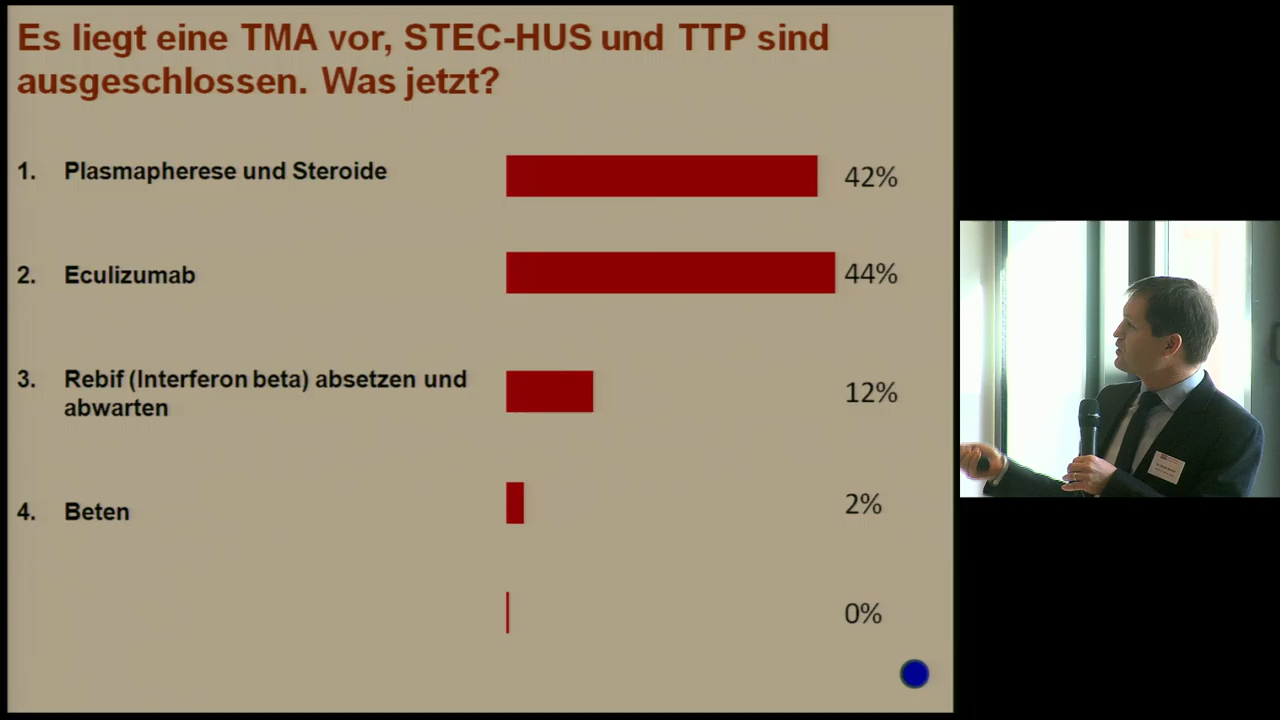 Es liegt eine TMA vor, STEC-HUS und TTP sind
ausgeschlossen. Was jetzt?
1. Plasmapherese und Steroide 42%
2. Eculizumab 44%
3. Rebif (Interferon beta) absetzen und
abwarten 12%
4. Beten 2%
0%